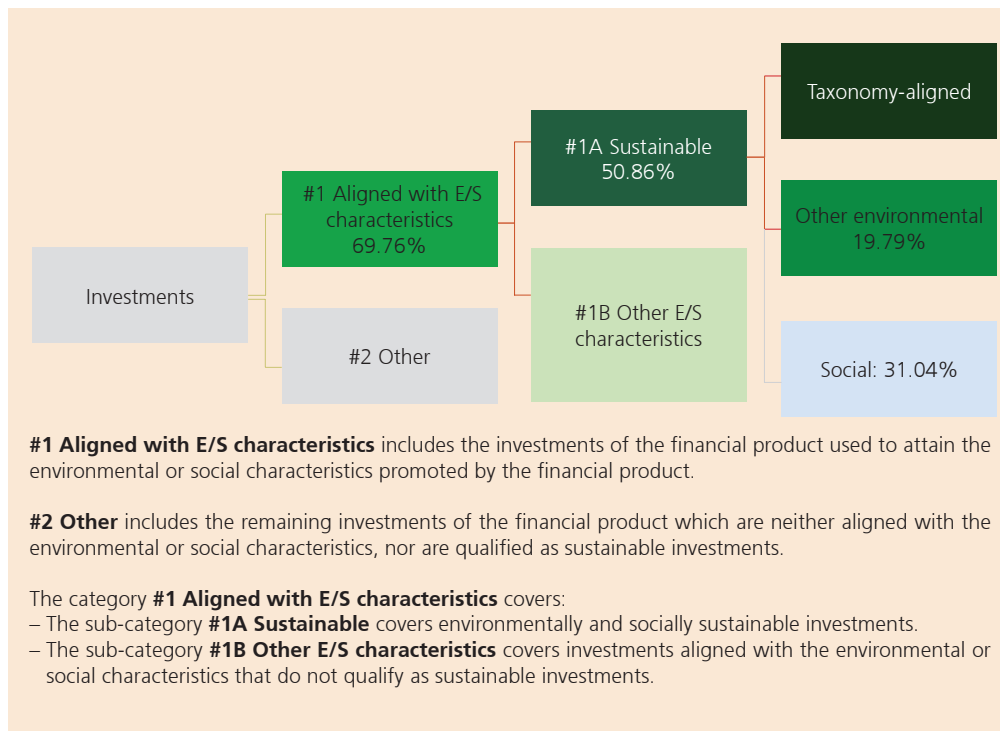 Taxonomy-aligned
#1A Sustainable
50.86%
#1 Aligned with E/S
characteristics
69.76%
Other environmental
19.79%
Investments
#1B Other E/S
characteristics
#2 Other
Social: 31.04%
#1 Aligned with E/S characteristics includes the investments of the financial product used to attain the
environmental or social characteristics promoted by the financial product.
#2 Other includes the remaining investments of the financial product which are neither aligned with the
environmental or social characteristics, nor are qualified as sustainable investments.
The category #1 Aligned with E/S characteristics covers:
– The sub-category #1A Sustainable covers environmentally and socially sustainable investments.
– The sub-category #1B Other E/S characteristics covers investments aligned with the environmental or
social characteristics that do not qualify as sustainable investments.